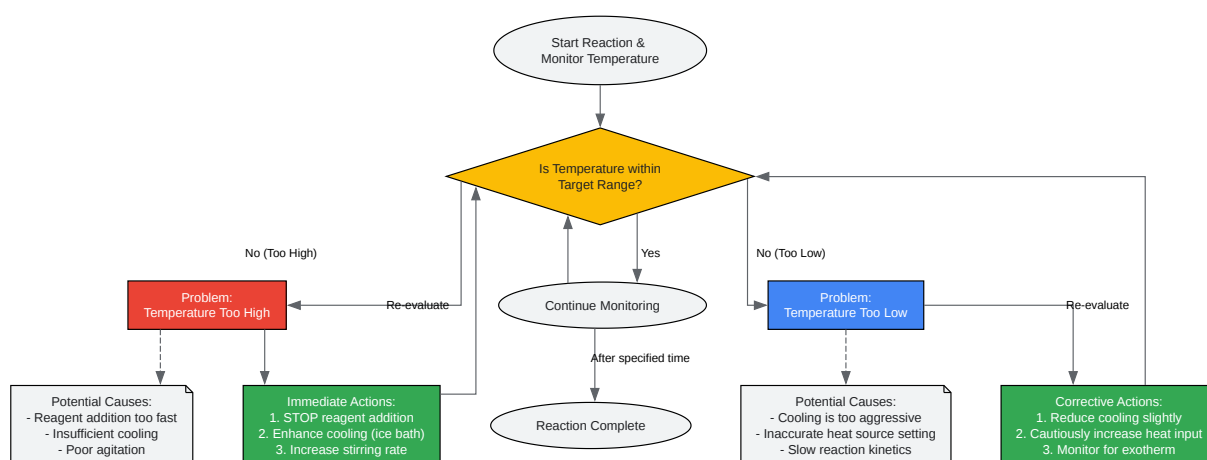 Start Reaction &
Monitor Temperature
Is Temperature within
Target Range?
No (Too High)
Yes
No (Too Low)
Problem:
Temperature Too High
Re-evaluate
Continue Monitoring
Problem:
Temperature Too Low
Re-evaluate
After specified time
Potential Causes:
- Reagent addition too fast
- Insufficient cooling
- Poor agitation
Immediate Actions:
1. STOP reagent addition
2. Enhance cooling (ice bath)
3. Increase stirring rate
Reaction Complete
Potential Causes:
- Cooling is too aggressive
- Inaccurate heat source setting
- Slow reaction kinetics
Corrective Actions:
1. Reduce cooling slightly
2. Cautiously increase heat input
3. Monitor for exotherm